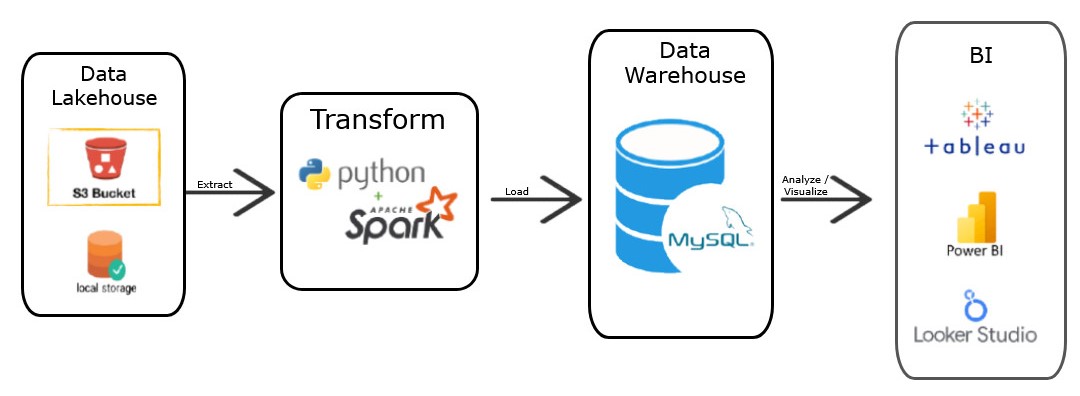 Data
Lakehouse
S3 Bucket
local storage
Extract
Transform
python
+
APACHE
Spark
Load
Data
Warehouse
MySQL
Analyze /
Visualize
BI
+ableau
Power BI
Looker Studio